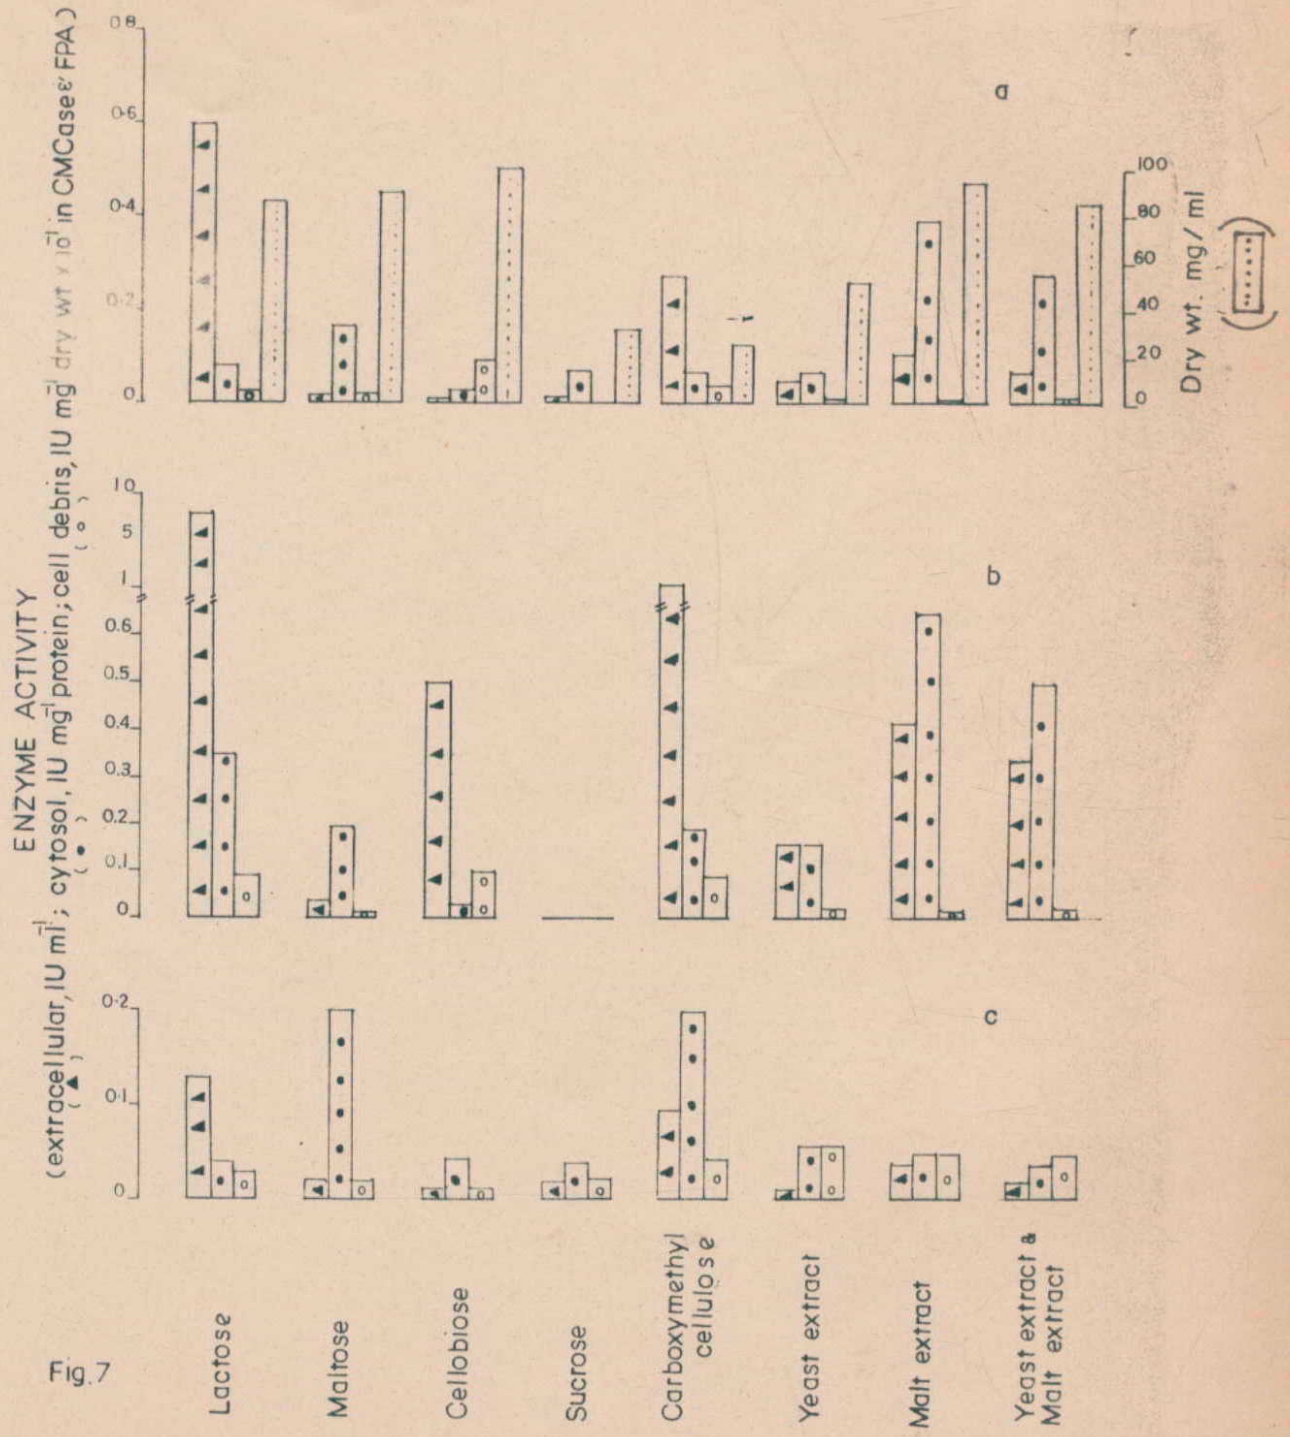 ENZYME ACTIVITY
(extracellular, IU ml⁻¹; cytosol, IU mg⁻¹ protein; cell debris, IU mg⁻¹ dry wt × 10⁻¹ in CMCase & FPA)
( ▲ ) ( ● ) ( ○ )
0.8
0.6
0.4
0.2
0
a
100
80
60
40
20
0
Dry wt. mg/ml
10
5
1
0.6
0.5
0.4
0.3
0.2
0.1
0
b
0.2
0.1
0
c
Lactose
Maltose
Cellobiose
Sucrose
Carboxymethyl
cellulose
Yeast extract
Malt extract
Yeast extract &
Malt extract
Fig.7